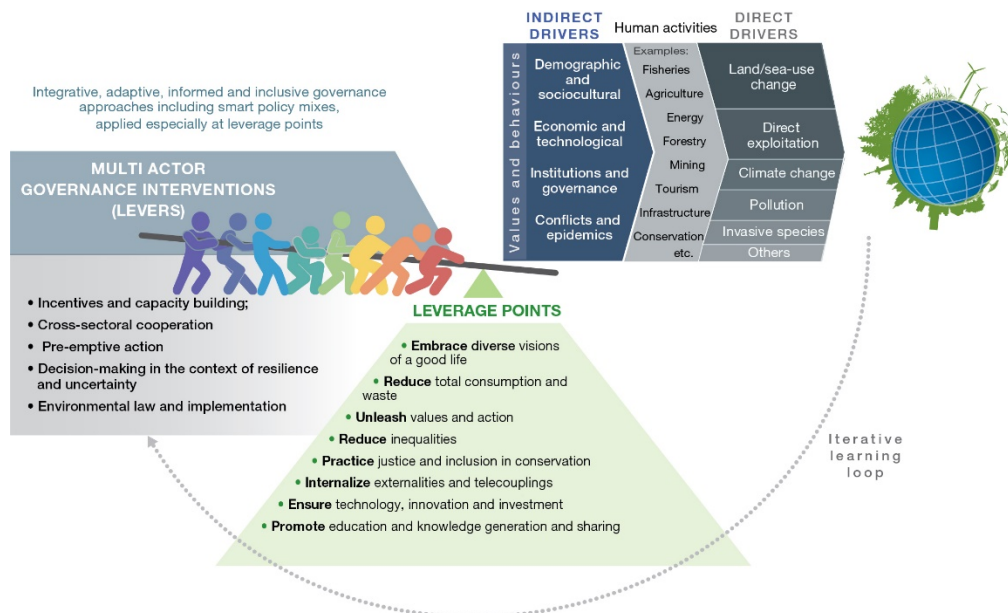 INDIRECT
DRIVERS
Human activities
DIRECT
DRIVERS
Values and behaviours
Demographic
and
sociocultural
Economic and
technological
Institutions and
governance
Conflicts and
epidemics
Examples:
Fisheries
Agriculture
Energy
Forestry
Mining
Tourism
Infrastructure
Conservation
etc.
Land/sea-use
change
Direct
exploitation
Climate change
Pollution
Invasive species
Others
Integrative, adaptive, informed and inclusive governance
approaches including smart policy mixes,
applied especially at leverage points
MULTI ACTOR
GOVERNANCE INTERVENTIONS
(LEVERS)
• Incentives and capacity building;
• Cross-sectoral cooperation
• Pre-emptive action
• Decision-making in the context of resilience
and uncertainty
• Environmental law and implementation
LEVERAGE POINTS
• Embrace diverse visions
of a good life
• Reduce total consumption and
waste
• Unleash values and action
• Reduce inequalities
• Practice justice and inclusion in conservation
• Internalize externalities and telecouplings
• Ensure technology, innovation and investment
• Promote education and knowledge generation and sharing
Iterative
learning
loop